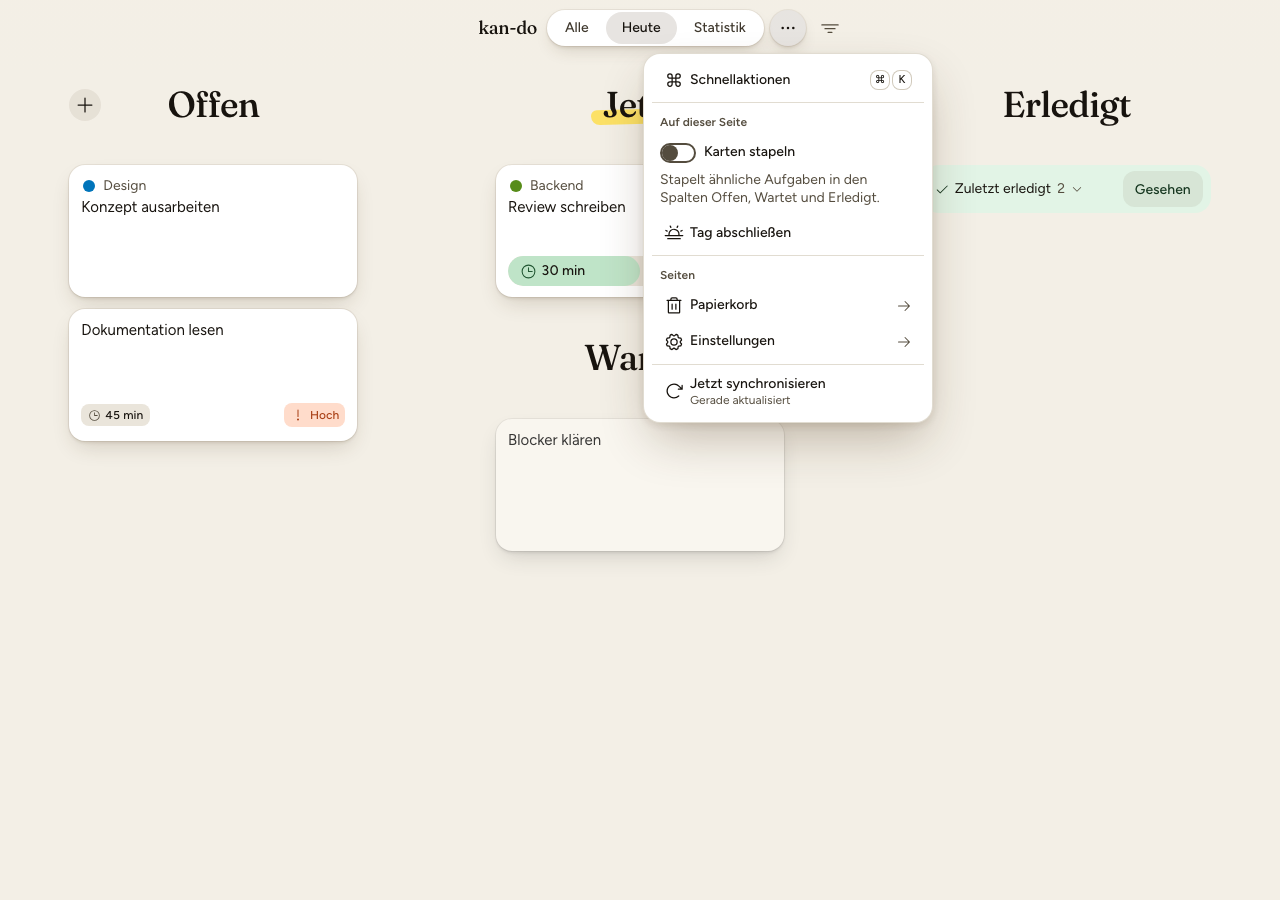 kan-do
Alle
Heute
Statistik
Schnellaktionen
⌘ K
Auf dieser Seite
Karten stapeln
Stapelt ähnliche Aufgaben in den
Spalten Offen, Wartet und Erledigt.
Tag abschließen
Seiten
Papierkorb
Einstellungen
Jetzt synchronisieren
Gerade aktualisiert
Offen
Design
Konzept ausarbeiten
Dokumentation lesen
45 min
Hoch
Backend
Review schreiben
30 min
Blocker klären
Erledigt
Zuletzt erledigt 2
Gesehen